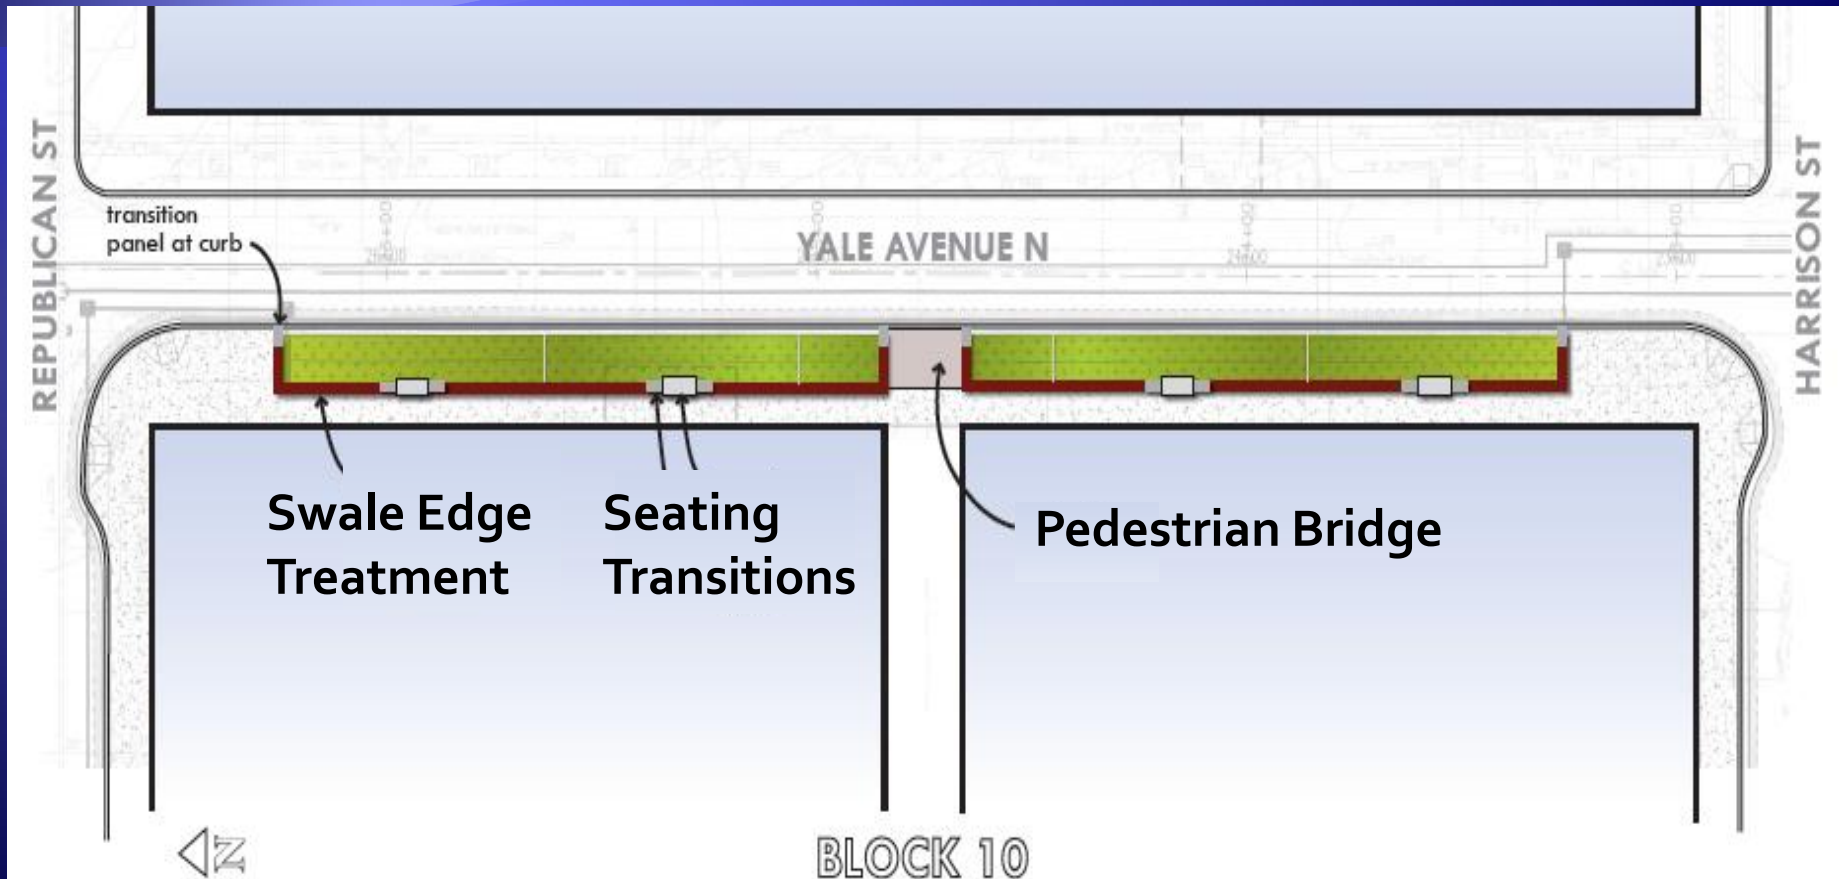 REPUBLICAN ST
transition
panel at curb
YALE AVENUE N
HARRISON ST
Swale Edge
Treatment
Seating
Transitions
Pedestrian Bridge
N
BLOCK 10